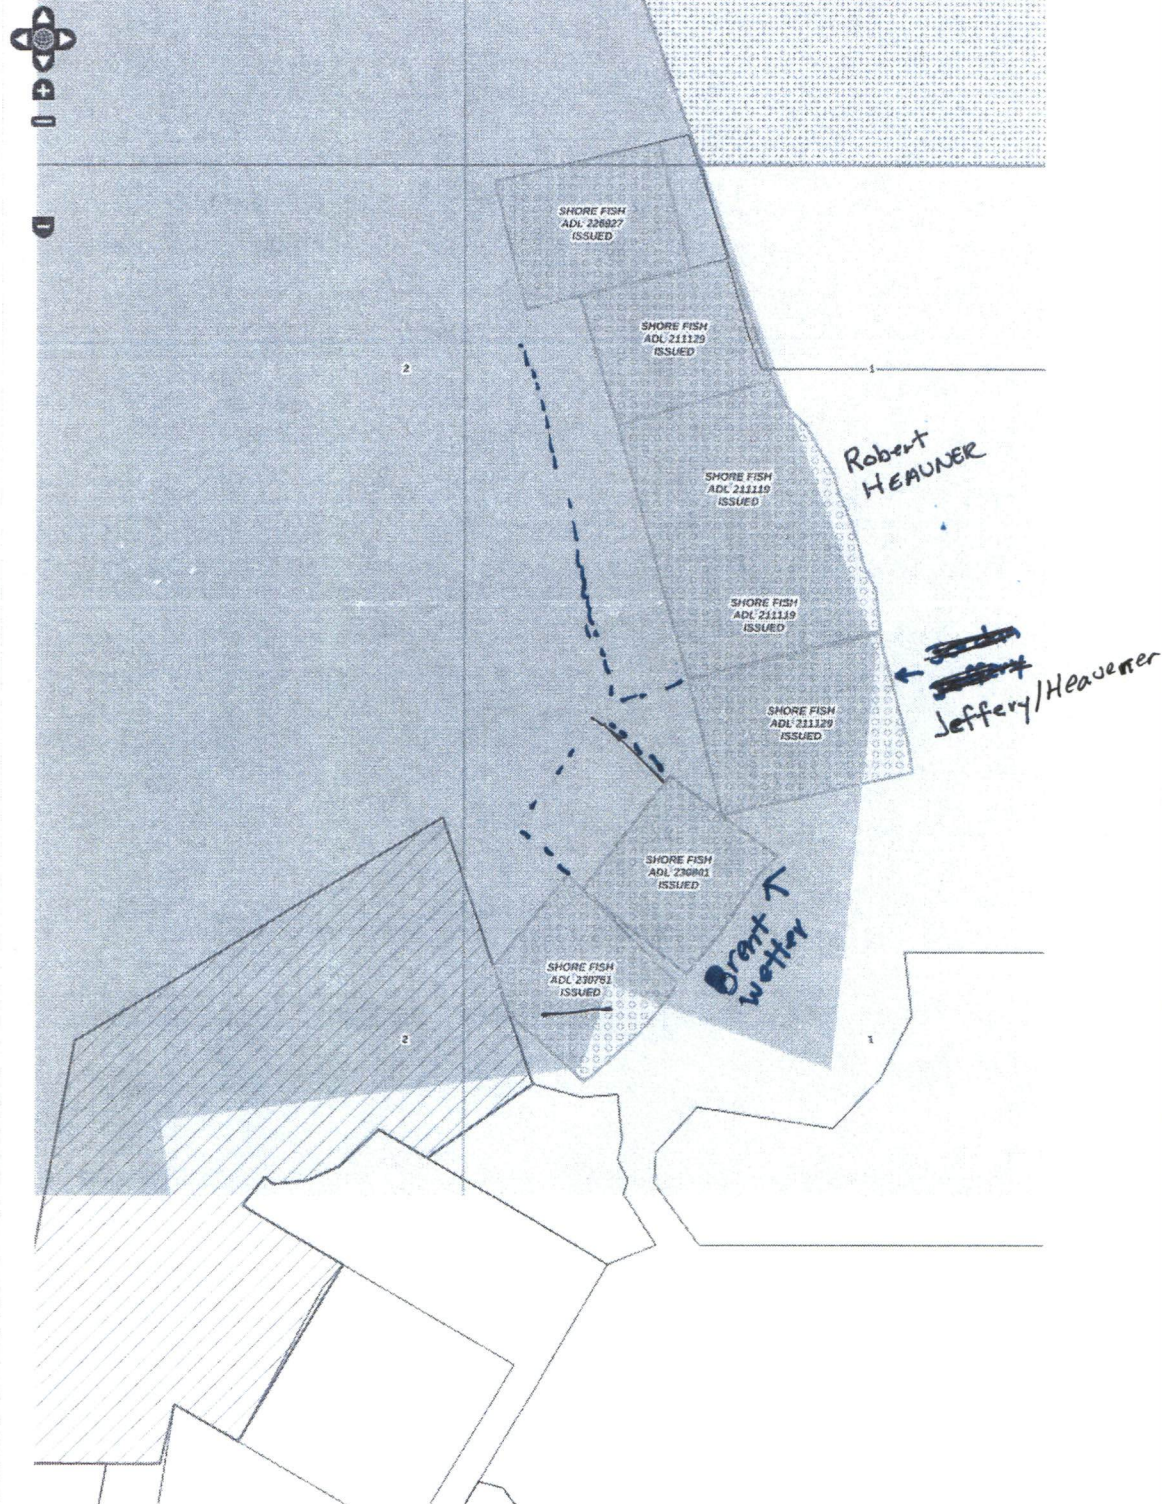 SHORE FISH
ADL 226927
ISSUED
SHORE FISH
ADL 211129
ISSUED
2
1
Robert
HEAUNER
SHORE FISH
ADL 211119
ISSUED
SHORE FISH
ADL 211119
ISSUED
Jeffery/Heavener
SHORE FISH
ADL 211129
ISSUED
SHORE FISH
ADL 230801
ISSUED
Brent
wetter
SHORE FISH
ADL 230761
ISSUED
2
1